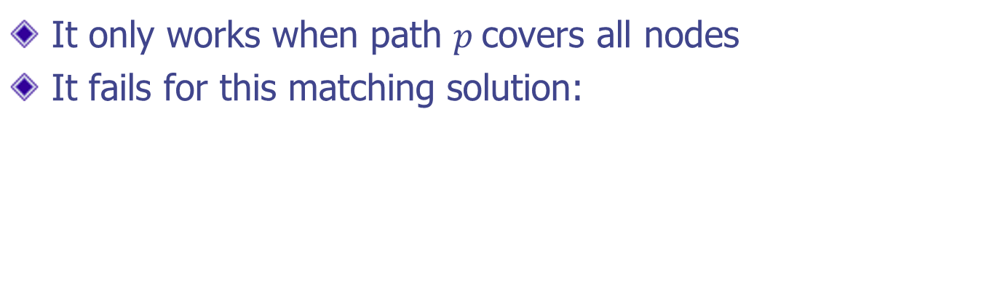 It only works when path p covers all nodes
It fails for this matching solution: